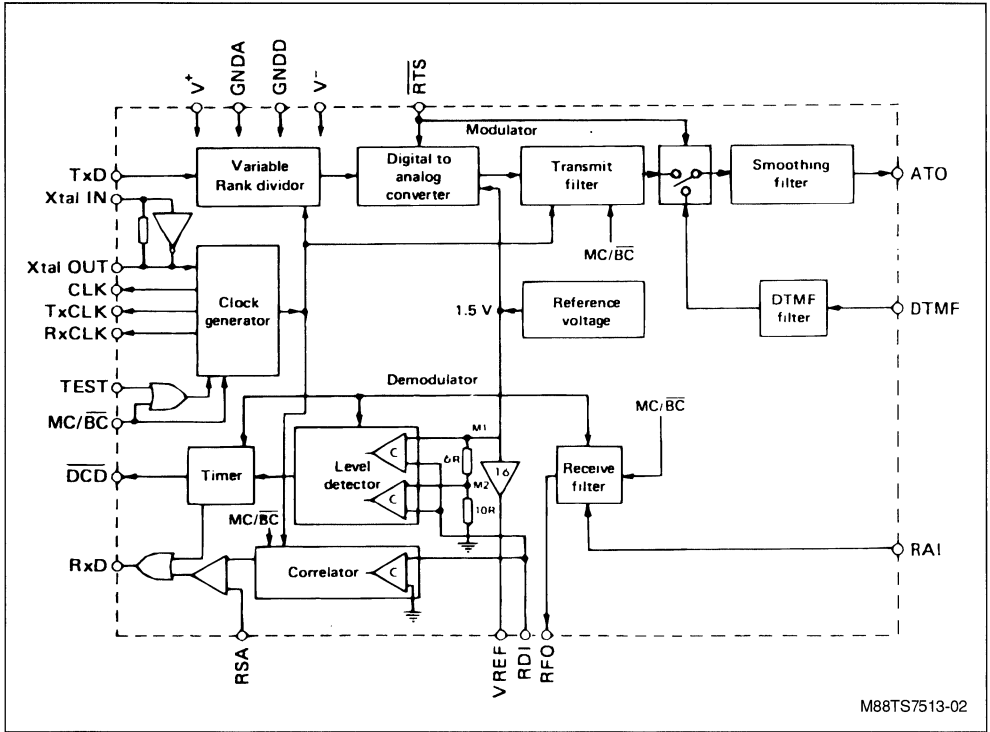 V+
GNDA
GNDD
V-
RTS
Modulator
TxD
Variable
Rank dividor
Digital to
analog
converter
Transmit
filter
Smoothing
filter
ATO
Xtal IN
MC/BC
Xtal OUT
CLK
TxCLK
RxCLK
Clock
generator
1.5 V
Reference
voltage
DTMF
filter
DTMF
TEST
MC/BC
Demodulator
MC/BC
DCD
Timer
Level
detector
C
C
M1
6R
M2
10R
16
Receive
filter
MC/BC
RxD
Correlator
C
RAI
RSA
VREF
RDI
RFO
M88TS7513-02